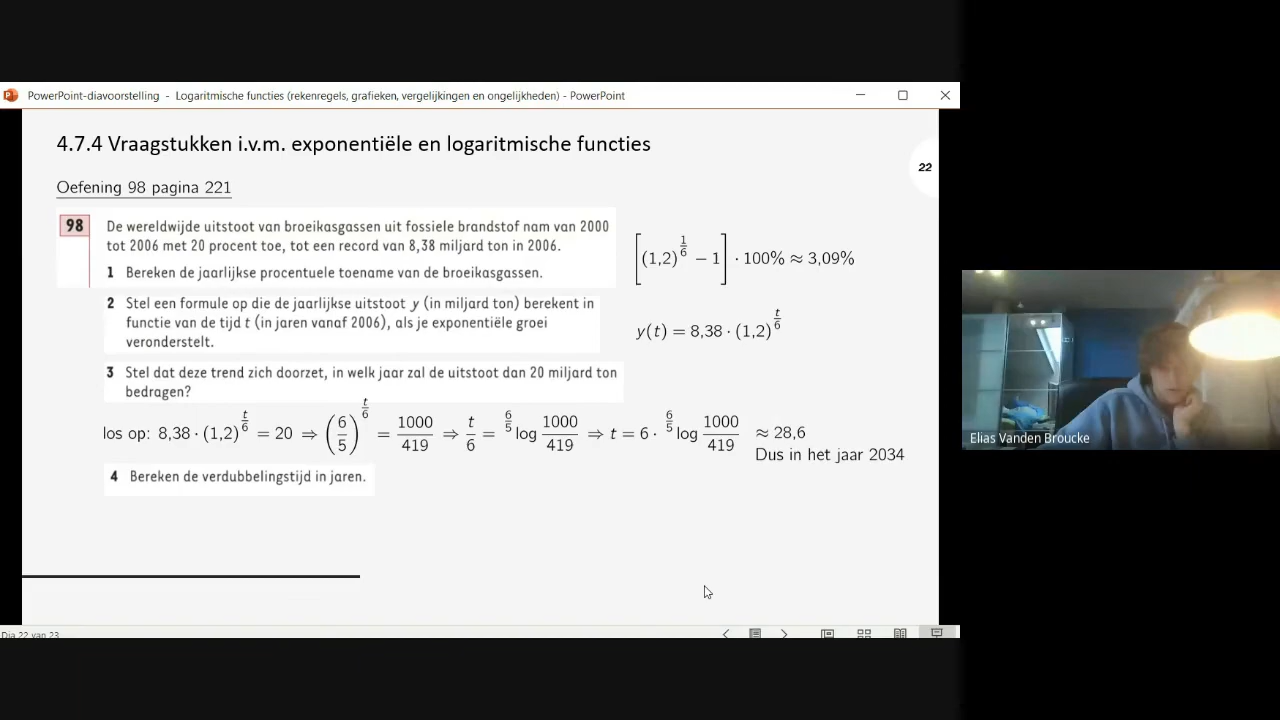 PowerPoint-diavoorstelling - Logaritmische functies (rekenregels, grafieken, vergelijkingen en ongelijkheden) - PowerPoint
4.7.4 Vraagstukken i.v.m. exponentiële en logaritmische functies
22
Oefening 98 pagina 221
98 De wereldwijde uitstoot van broeikasgassen uit fossiele brandstof nam van 2000
tot 2006 met 20 procent toe, tot een record van 8,38 miljard ton in 2006.
1 Bereken de jaarlijkse procentuele toename van de broeikasgassen.
[(1,2)^(1/6) − 1] · 100% ≈ 3,09%
2 Stel een formule op die de jaarlijkse uitstoot y (in miljard ton) berekent in
functie van de tijd t (in jaren vanaf 2006), als je exponentiële groei
veronderstelt.
y(t) = 8,38 · (1,2)^(t/6)
3 Stel dat deze trend zich doorzet, in welk jaar zal de uitstoot dan 20 miljard ton
bedragen?
los op: 8,38 · (1,2)^(t/6) = 20 ⇒ (6/5)^(t/6) = 1000/419 ⇒ t/6 = ^(6/5)log 1000/419 ⇒ t = 6 · ^(6/5)log 1000/419 ≈ 28,6
Dus in het jaar 2034
4 Bereken de verdubbelingstijd in jaren.
Dia 22 van 23
Elias Vanden Broucke